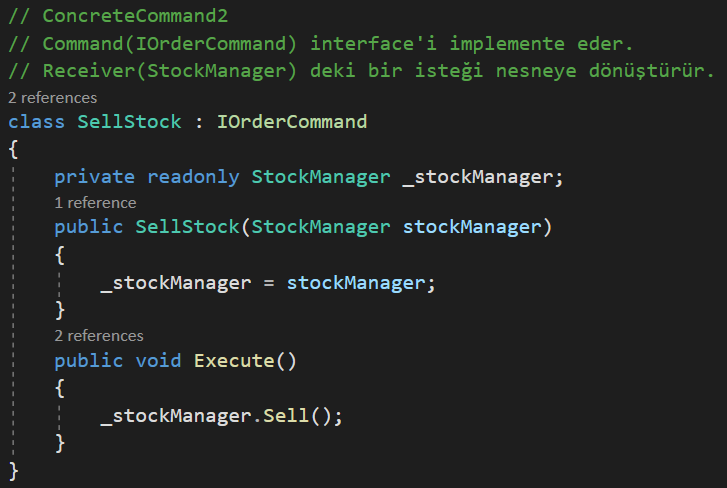 // ConcreteCommand2
// Command(IOrderCommand) interface'i implemente eder.
// Receiver(StockManager) deki bir isteği nesneye dönüştürür.
2 references
class SellStock : IOrderCommand
{
private readonly StockManager _stockManager;
1 reference
public SellStock(StockManager stockManager)
{
_stockManager = stockManager;
}
2 references
public void Execute()
{
_stockManager.Sell();
}
}